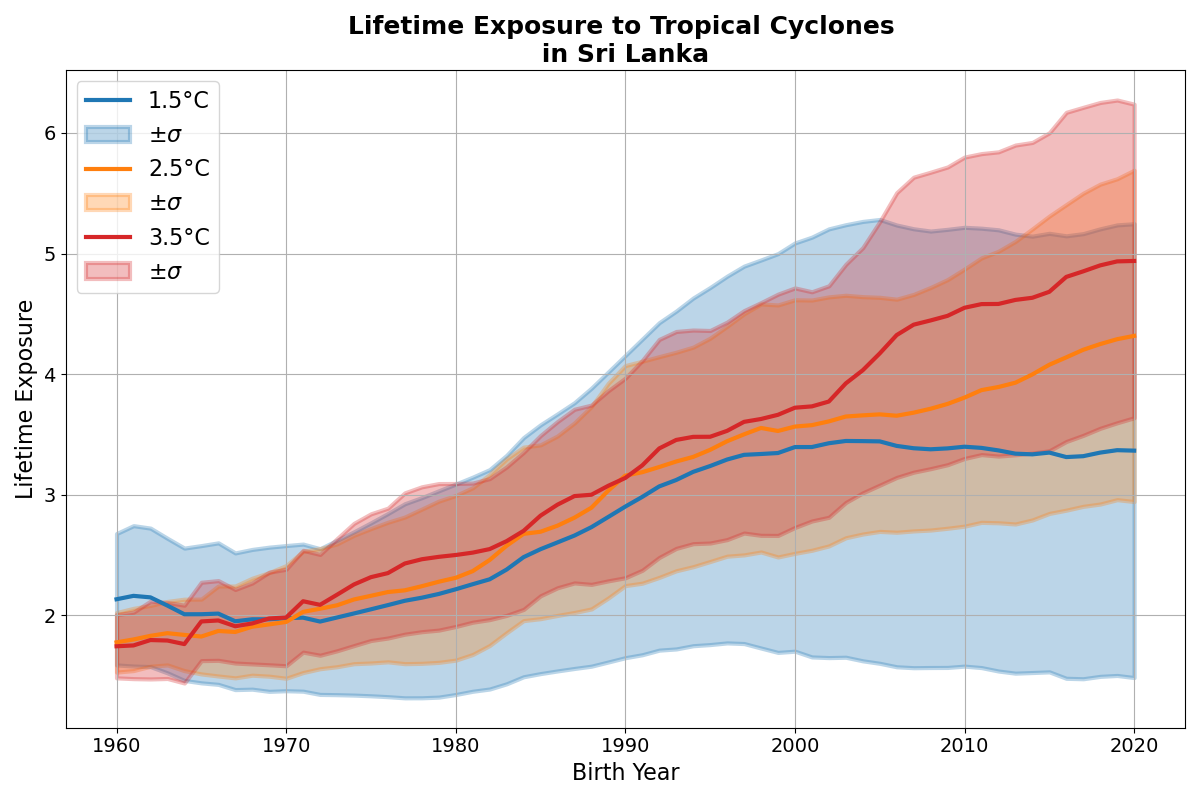 Lifetime Exposure to Tropical Cyclones
in Sri Lanka
1.5°C
±σ
2.5°C
±σ
3.5°C
±σ
Lifetime Exposure
6
5
4
3
2
1960 1970 1980 1990 2000 2010 2020
Birth Year